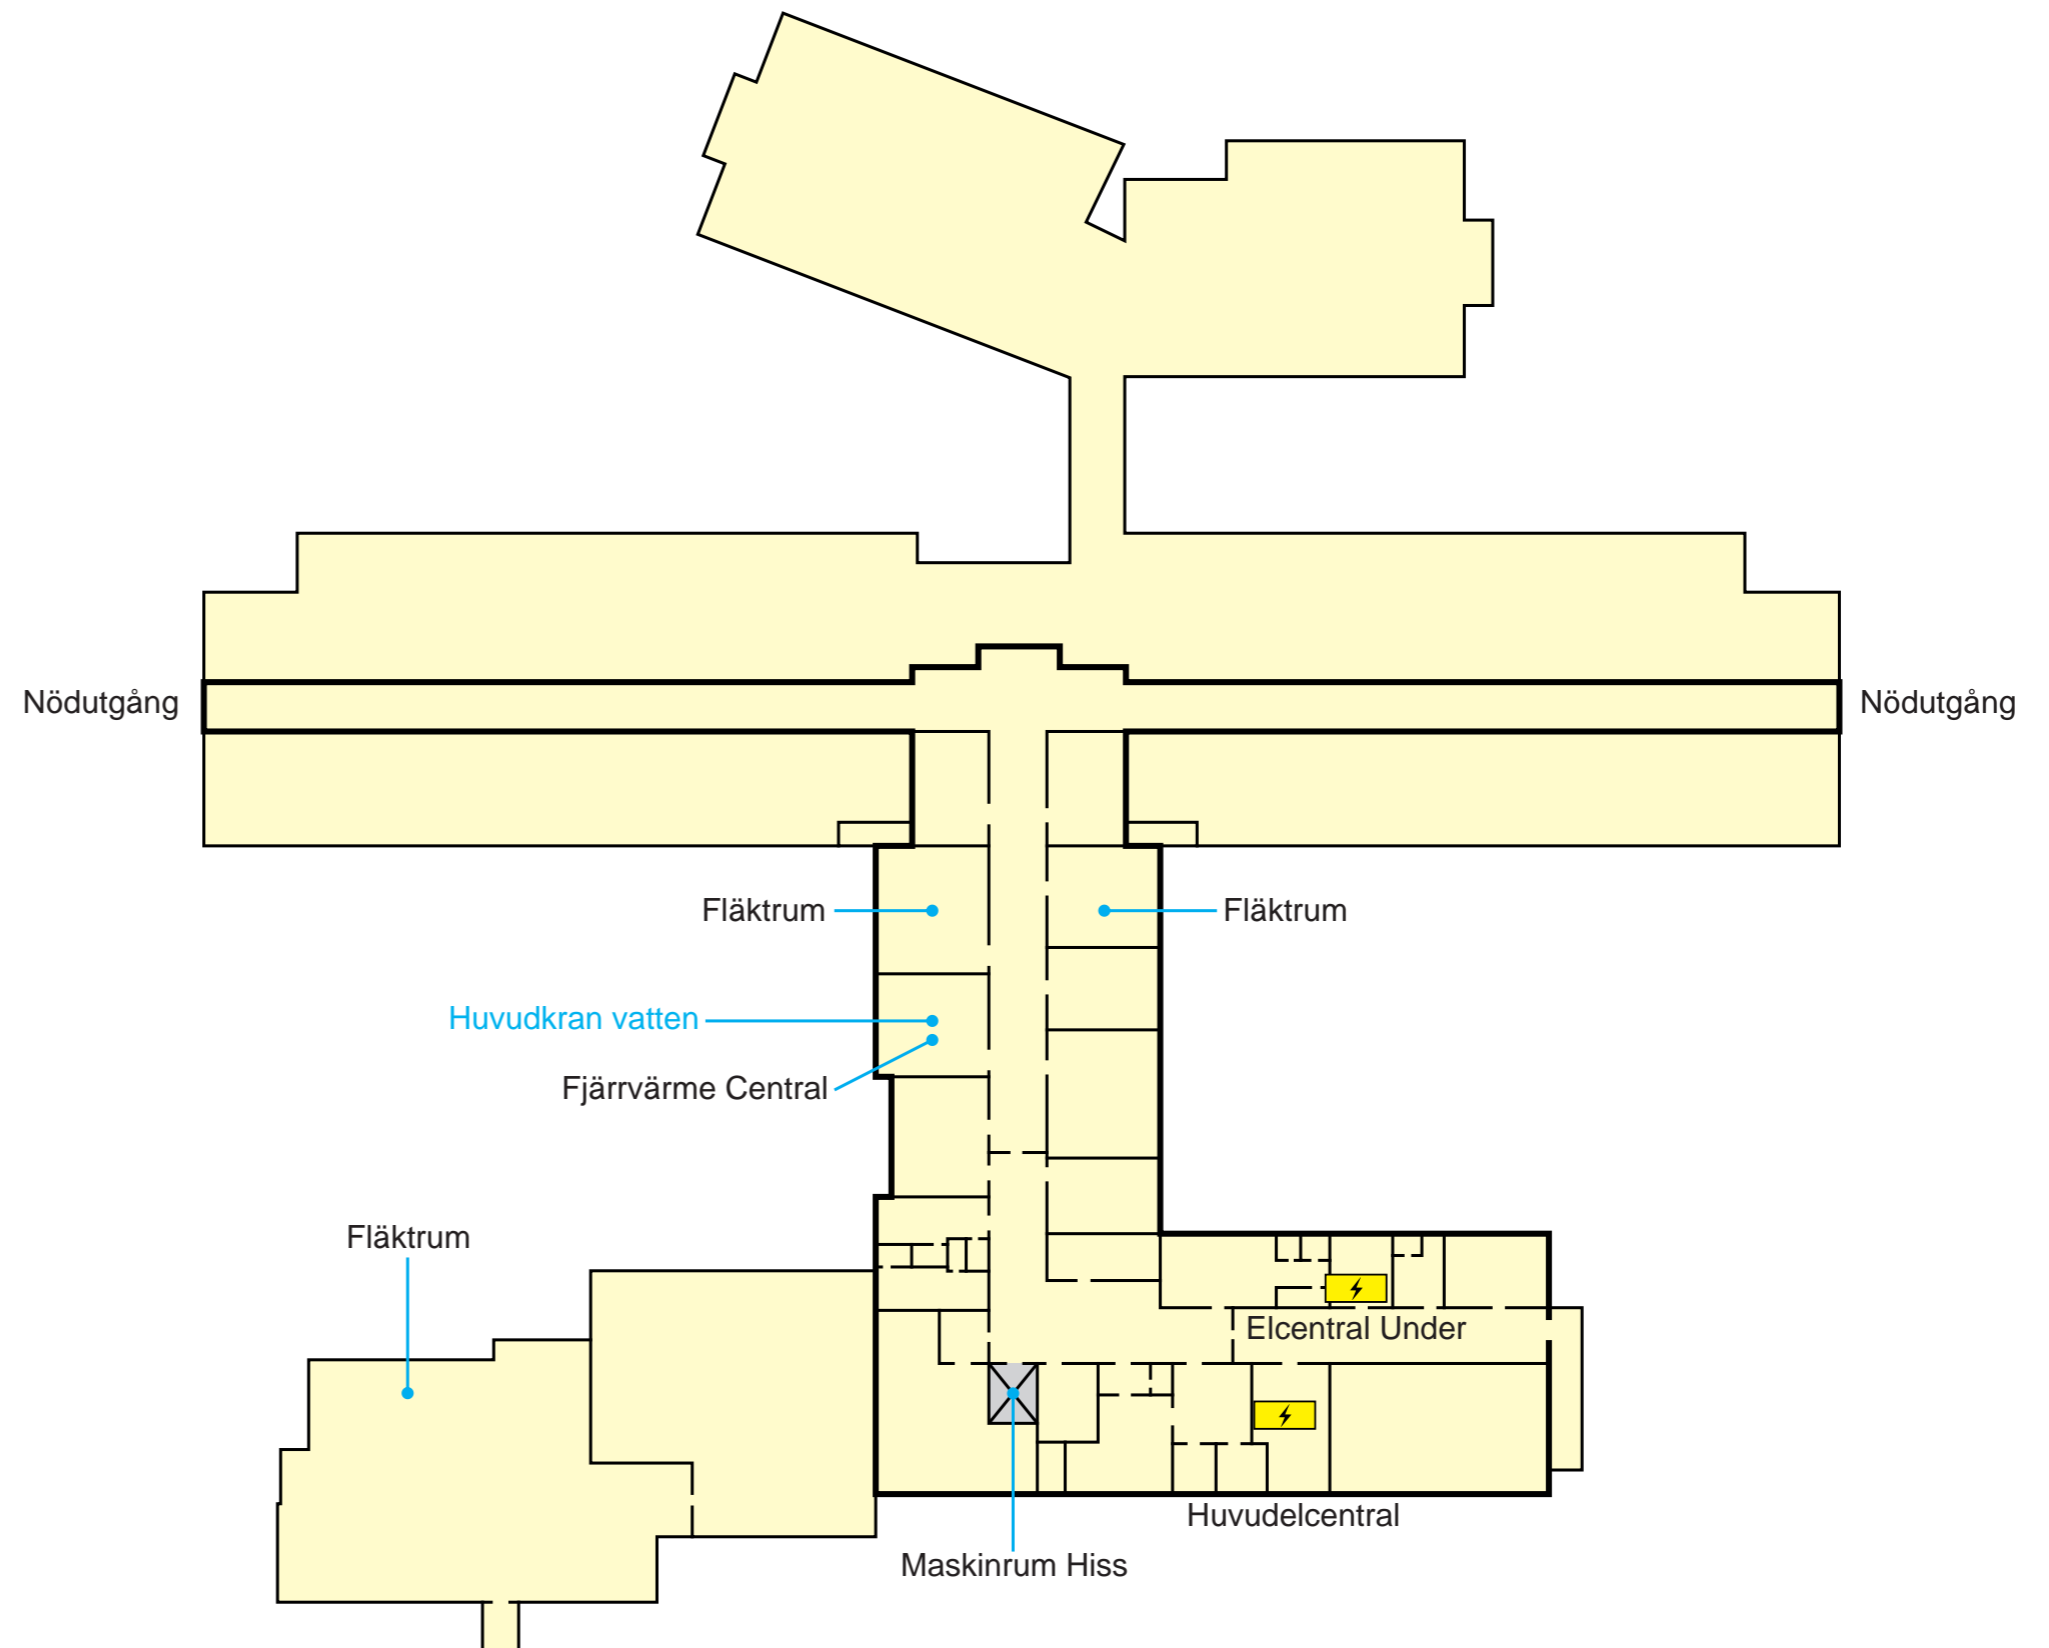 Nödutgång
Nödutgång
Fläktrum
Fläktrum
Huvudkran vatten
Fjärrvärme Central
Fläktrum
Elcentral Under
Huvudelcentral
Maskinrum Hiss